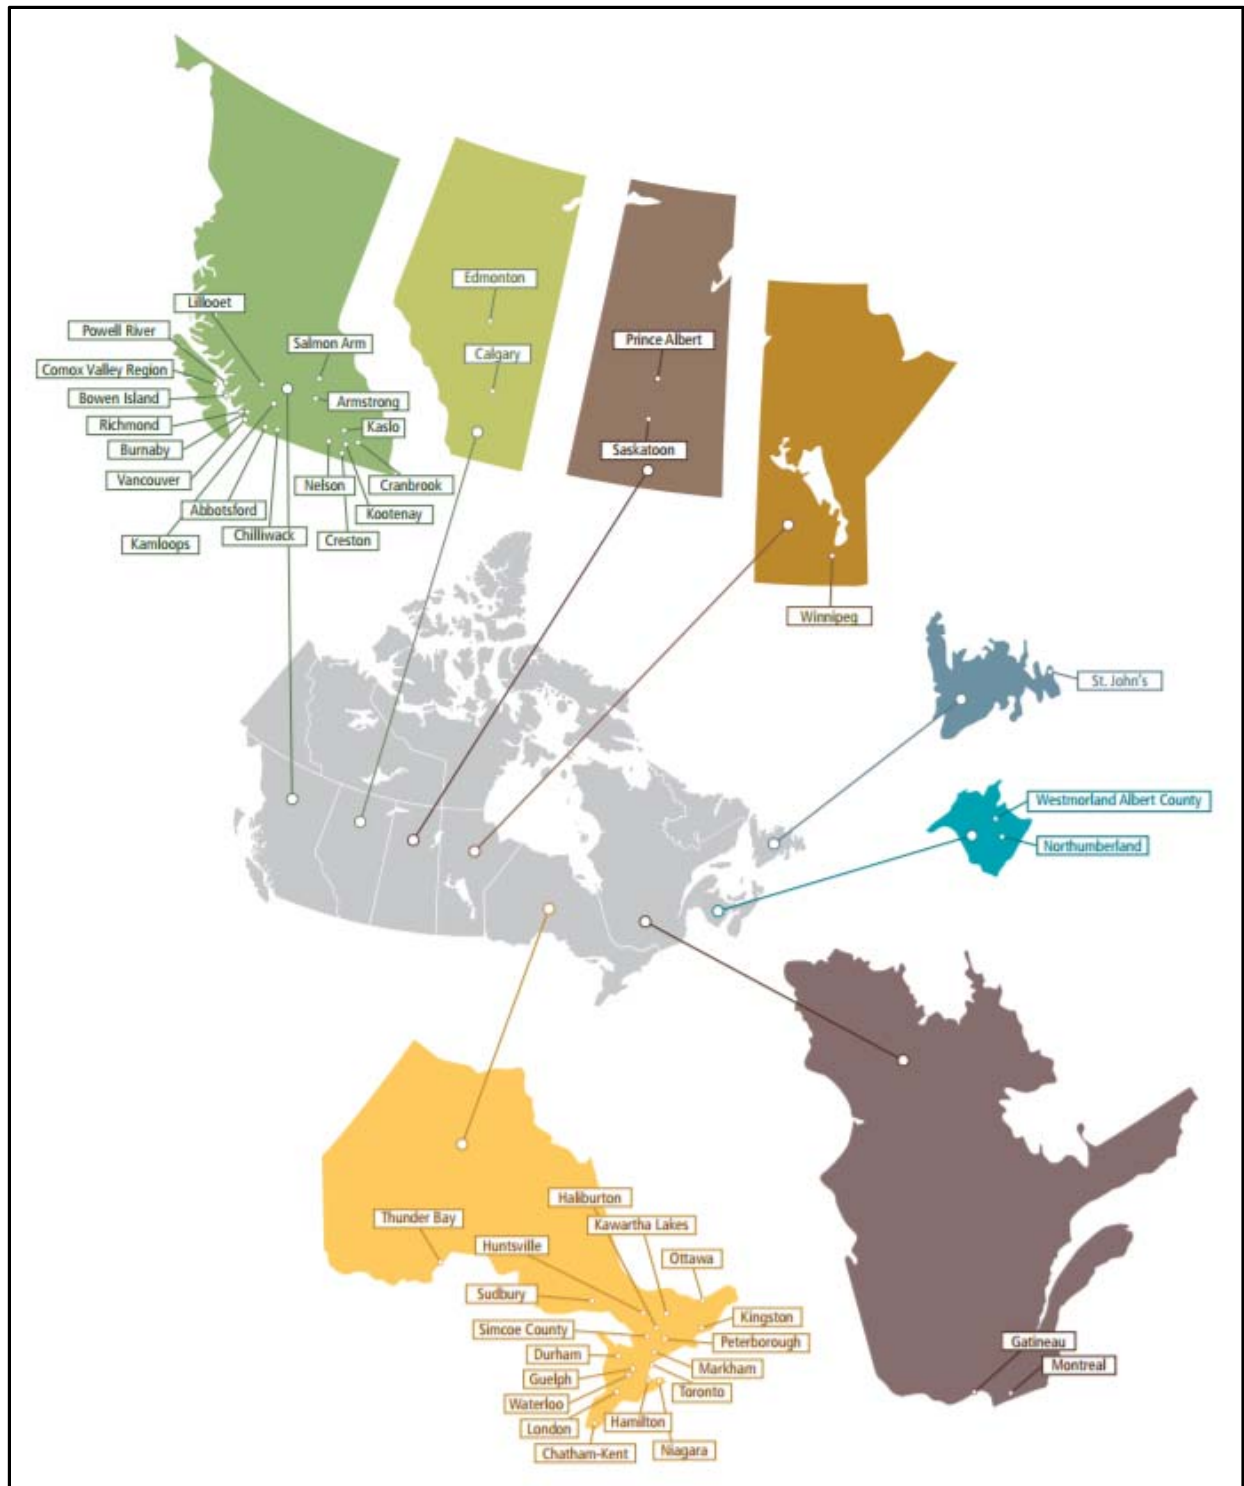 Edmonton
Lillooet
Powell River
Salmon Arm
Prince Albert
Calgary
Comox Valley Region
Bowen Island
Armstrong
Richmond
Kaslo
Burnaby
Saskatoon
Vancouver
Nelson
Cranbrook
Abbotsford
Kootenay
Chilliwack
Creston
Kamloops
Winnipeg
St. John's
Westmorland Albert County
Northumberland
Haliburton
Thunder Bay
Kawartha Lakes
Huntsville
Ottawa
Sudbury
Kingston
Simcoe County
Peterborough
Gatineau
Durham
Markham
Montreal
Guelph
Toronto
Waterloo
Hamilton
London
Niagara
Chatham-Kent